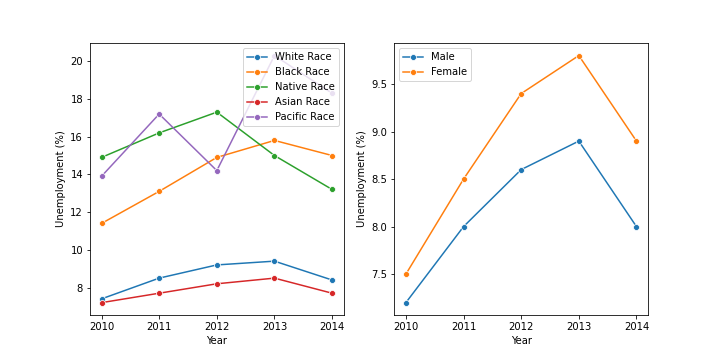 White Race
Black Race
Native Race
Asian Race
Pacific Race
Unemployment (%)
20
18
16
14
12
10
8
2010 2011 2012 2013 2014
Year
Male
Female
Unemployment (%)
9.5
9.0
8.5
8.0
7.5
2010 2011 2012 2013 2014
Year